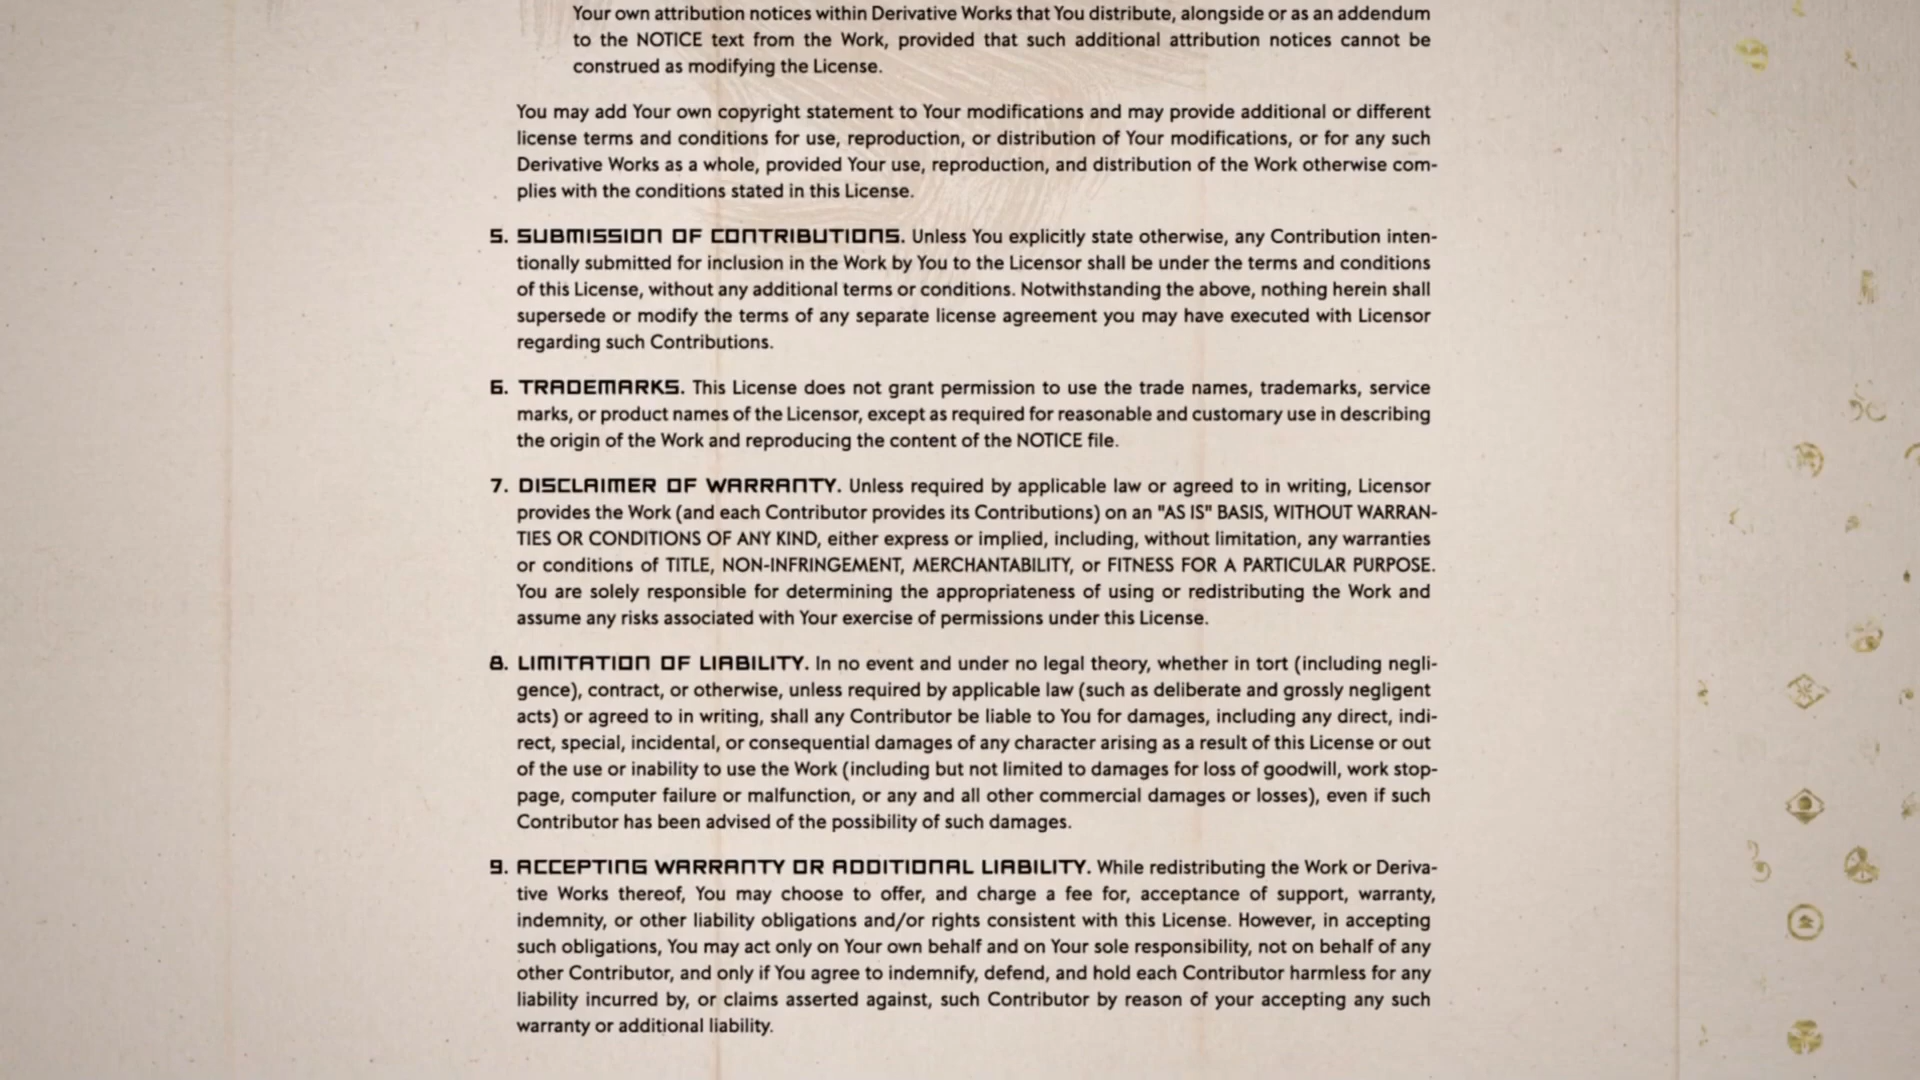 Your own attribution notices within Derivative Works that You distribute, alongside or as an addendum
to the NOTICE text from the Work, provided that such additional attribution notices cannot be
construed as modifying the License.
You may add Your own copyright statement to Your modifications and may provide additional or different
license terms and conditions for use, reproduction, or distribution of Your modifications, or for any such
Derivative Works as a whole, provided Your use, reproduction, and distribution of the Work otherwise com-
plies with the conditions stated in this License.
5. SUBMISSION OF CONTRIBUTIONS. Unless You explicitly state otherwise, any Contribution inten-
tionally submitted for inclusion in the Work by You to the Licensor shall be under the terms and conditions
of this License, without any additional terms or conditions. Notwithstanding the above, nothing herein shall
supersede or modify the terms of any separate license agreement you may have executed with Licensor
regarding such Contributions.
6. TRADEMARKS. This License does not grant permission to use the trade names, trademarks, service
marks, or product names of the Licensor, except as required for reasonable and customary use in describing
the origin of the Work and reproducing the content of the NOTICE file.
7. DISCLAIMER OF WARRANTY. Unless required by applicable law or agreed to in writing, Licensor
provides the Work (and each Contributor provides its Contributions) on an "AS IS" BASIS, WITHOUT WARRAN-
TIES OR CONDITIONS OF ANY KIND, either express or implied, including, without limitation, any warranties
or conditions of TITLE, NON-INFRINGEMENT, MERCHANTABILITY, or FITNESS FOR A PARTICULAR PURPOSE.
You are solely responsible for determining the appropriateness of using or redistributing the Work and
assume any risks associated with Your exercise of permissions under this License.
8. LIMITATION OF LIABILITY. In no event and under no legal theory, whether in tort (including negli-
gence), contract, or otherwise, unless required by applicable law (such as deliberate and grossly negligent
acts) or agreed to in writing, shall any Contributor be liable to You for damages, including any direct, indi-
rect, special, incidental, or consequential damages of any character arising as a result of this License or out
of the use or inability to use the Work (including but not limited to damages for loss of goodwill, work stop-
page, computer failure or malfunction, or any and all other commercial damages or losses), even if such
Contributor has been advised of the possibility of such damages.
9. ACCEPTING WARRANTY OR ADDITIONAL LIABILITY. While redistributing the Work or Deriva-
tive Works thereof, You may choose to offer, and charge a fee for, acceptance of support, warranty,
indemnity, or other liability obligations and/or rights consistent with this License. However, in accepting
such obligations, You may act only on Your own behalf and on Your sole responsibility, not on behalf of any
other Contributor, and only if You agree to indemnify, defend, and hold each Contributor harmless for any
liability incurred by, or claims asserted against, such Contributor by reason of your accepting any such
warranty or additional liability.